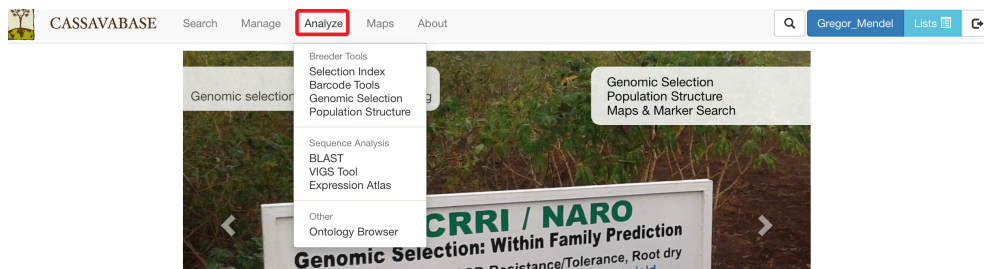 CASSAVABASE Search Manage Analyze Maps About Gregor_Mendel Lists
Breeder Tools
Selection Index
Barcode Tools
Genomic Selection
Population Structure
Sequence Analysis
BLAST
VIGS Tool
Expression Atlas
Other
Ontology Browser
Genomic selection
Genomic Selection
Population Structure
Maps & Marker Search
CRRI / NARO
Genomic Selection: Within Family Prediction
Resistance/Tolerance, Root dry